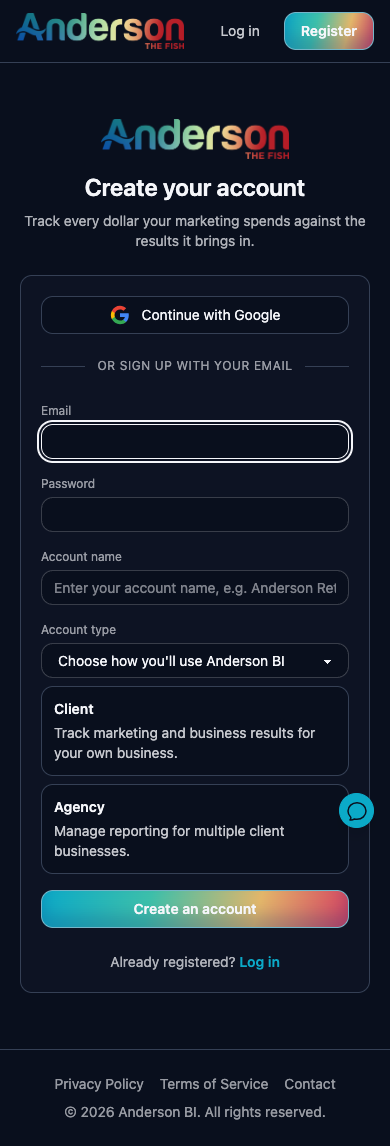 Anderson
THE FISH
Log in
Register
Anderson
THE FISH
Create your account
Track every dollar your marketing spends against the
results it brings in.
Continue with Google
OR SIGN UP WITH YOUR EMAIL
Email
Password
Account name
Enter your account name, e.g. Anderson Ret
Account type
Choose how you'll use Anderson BI
Client
Track marketing and business results for
your own business.
Agency
Manage reporting for multiple client
businesses.
Create an account
Already registered? Log in
Privacy Policy
Terms of Service
Contact
© 2026 Anderson BI. All rights reserved.